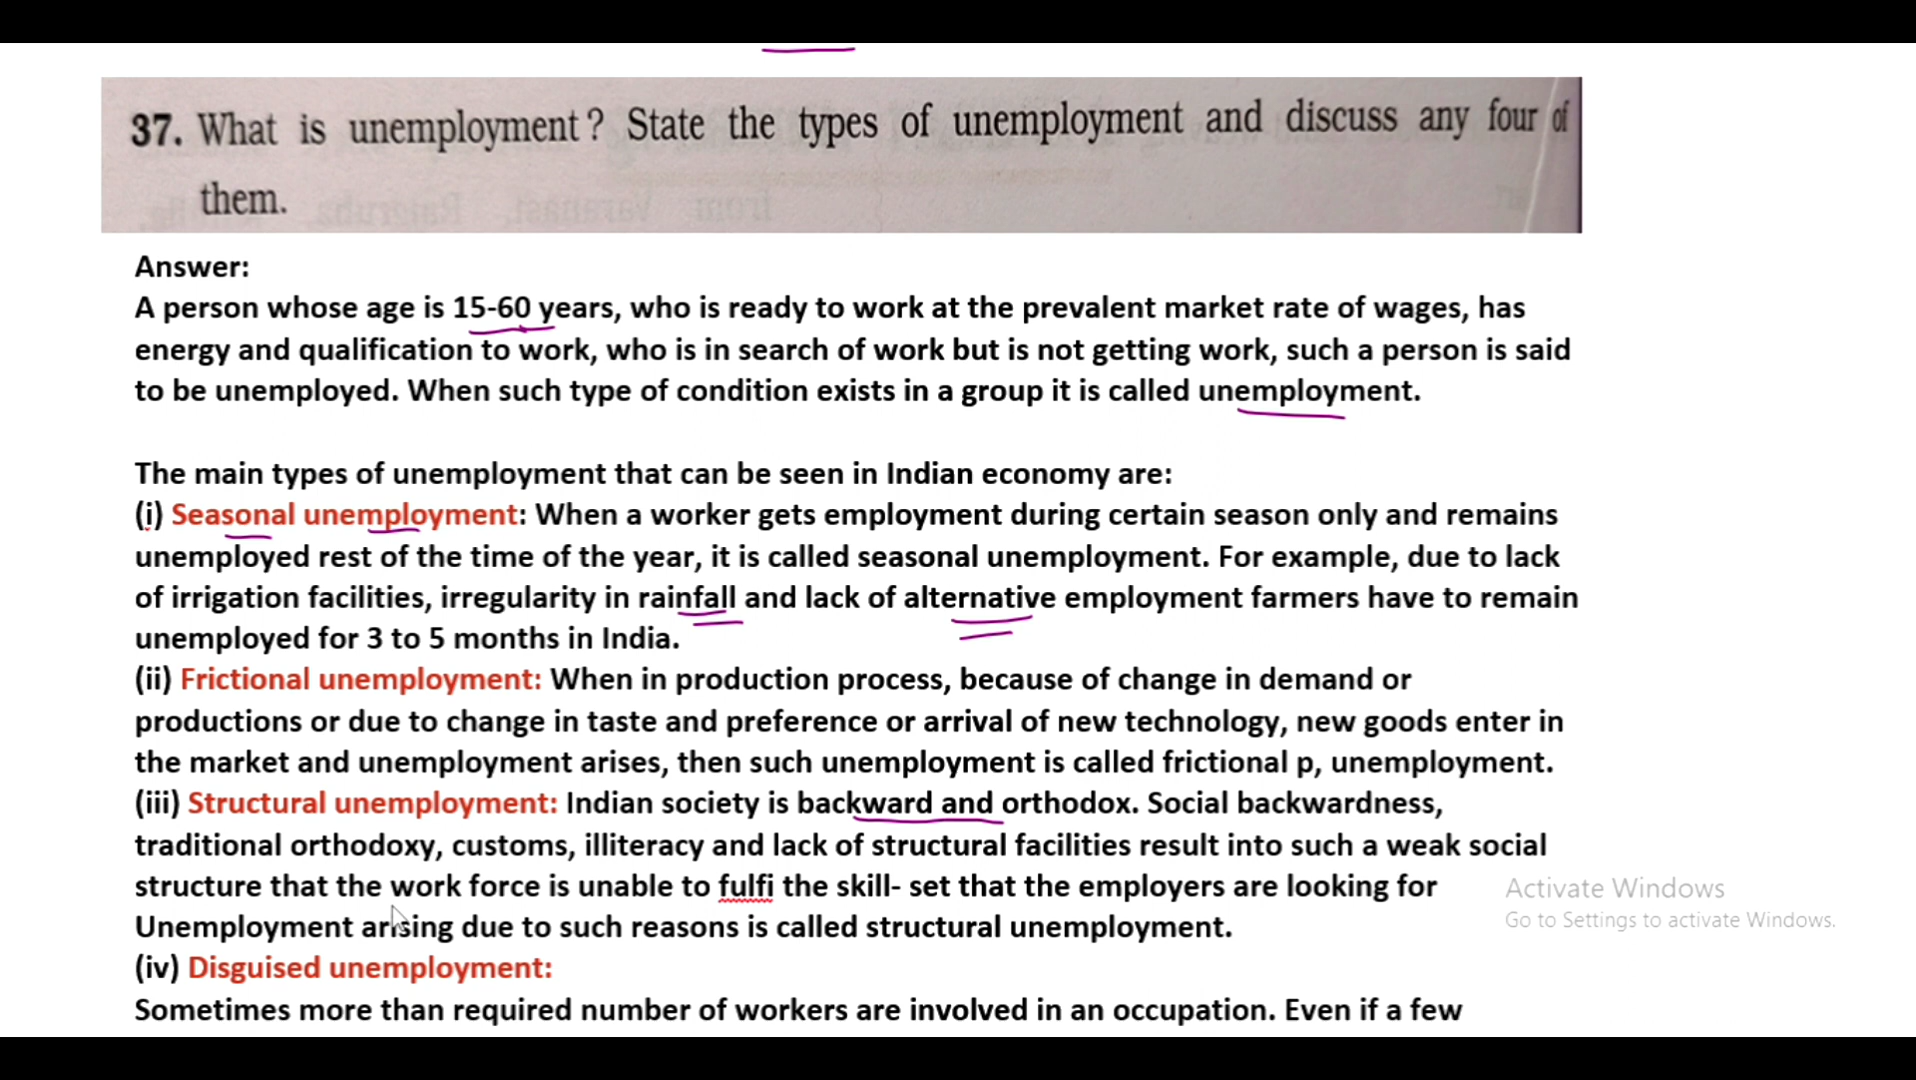 37. What is unemployment? State the types of unemployment and discuss any four of
them.
Answer:
A person whose age is 15-60 years, who is ready to work at the prevalent market rate of wages, has
energy and qualification to work, who is in search of work but is not getting work, such a person is said
to be unemployed. When such type of condition exists in a group it is called unemployment.
The main types of unemployment that can be seen in Indian economy are:
(i) Seasonal unemployment: When a worker gets employment during certain season only and remains
unemployed rest of the time of the year, it is called seasonal unemployment. For example, due to lack
of irrigation facilities, irregularity in rainfall and lack of alternative employment farmers have to remain
unemployed for 3 to 5 months in India.
(ii) Frictional unemployment: When in production process, because of change in demand or
productions or due to change in taste and preference or arrival of new technology, new goods enter in
the market and unemployment arises, then such unemployment is called frictional p, unemployment.
(iii) Structural unemployment: Indian society is backward and orthodox. Social backwardness,
traditional orthodoxy, customs, illiteracy and lack of structural facilities result into such a weak social
structure that the work force is unable to fulfi the skill- set that the employers are looking for
Unemployment arising due to such reasons is called structural unemployment.
(iv) Disguised unemployment:
Sometimes more than required number of workers are involved in an occupation. Even if a few
Activate Windows
Go to Settings to activate Windows.